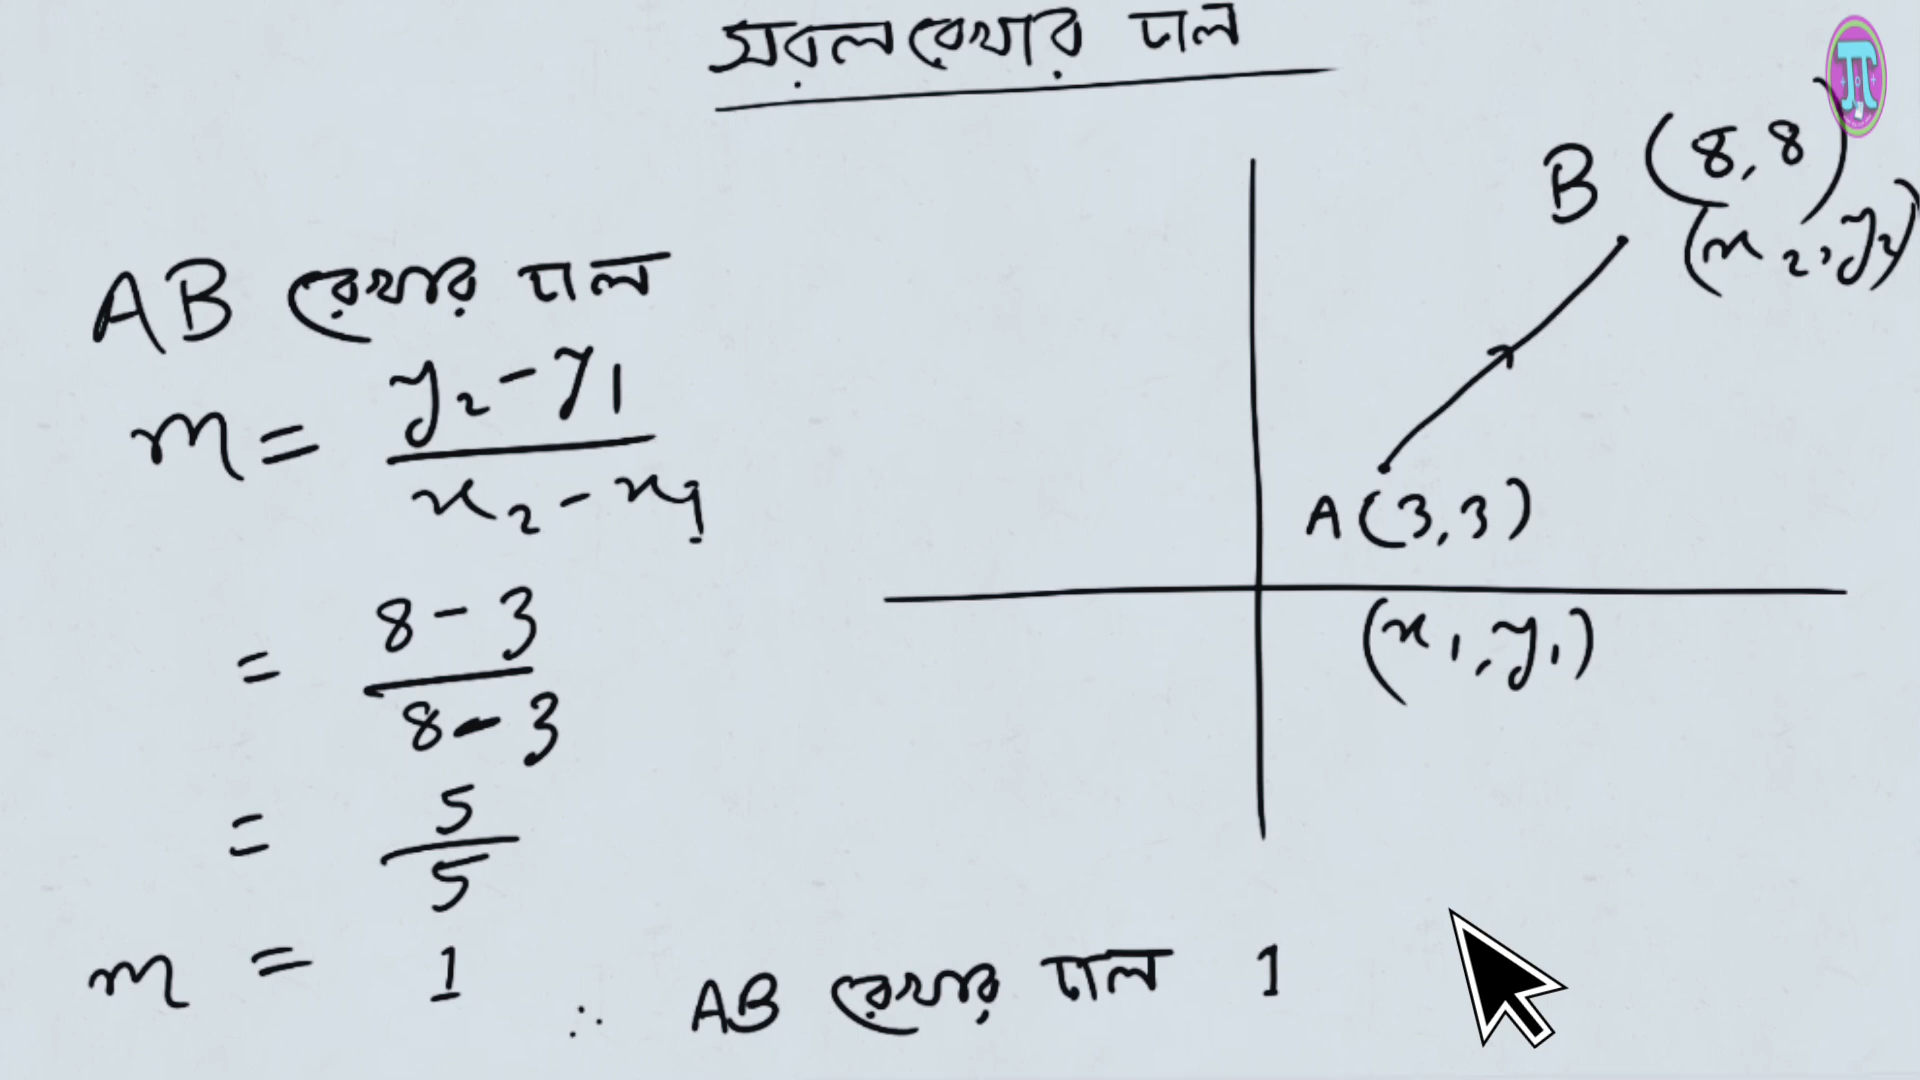 সরলরেখার ঢাল
B (8,8)
(x₂,y₂)
AB রেখার ঢাল
m = (y₂ - y₁)/(x₂ - x₁)
A(3,3)
(x₁,y₁)
= (8 - 3)/(8 - 3)
= 5/5
m = 1
∴ AB রেখার ঢাল 1
π